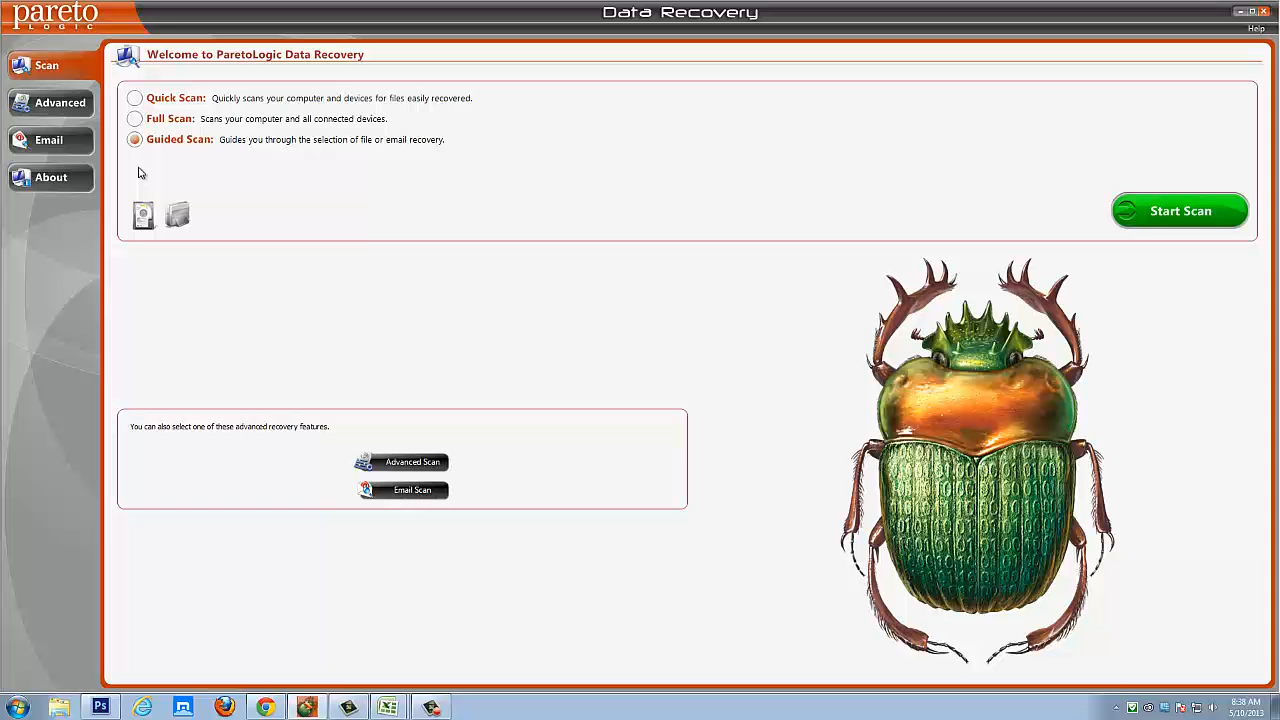 pareto
LOGIC
Data Recovery
Help
Scan
Advanced
Email
About
Welcome to ParetoLogic Data Recovery
Quick Scan: Quickly scans your computer and devices for files easily recovered.
Full Scan: Scans your computer and all connected devices.
Guided Scan: Guides you through the selection of file or email recovery.
Start Scan
You can also select one of these advanced recovery features.
Advanced Scan
Email Scan
Ps
8:38 AM
5/10/2013